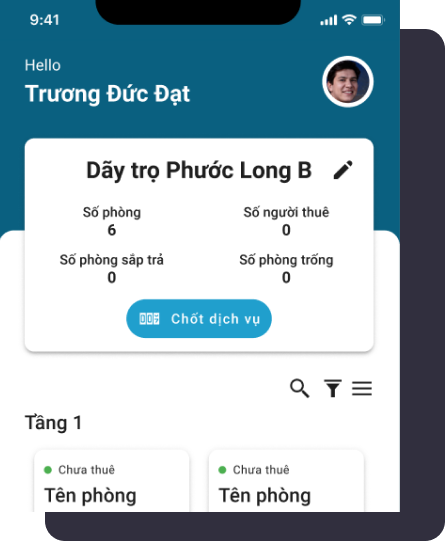 9:41
Hello
Trương Đức Đạt
Dãy trọ Phước Long B
Số phòng
6
Số người thuê
0
Số phòng sắp trả
0
Số phòng trống
0
Chốt dịch vụ
Tầng 1
Chưa thuê
Tên phòng
Chưa thuê
Tên phòng